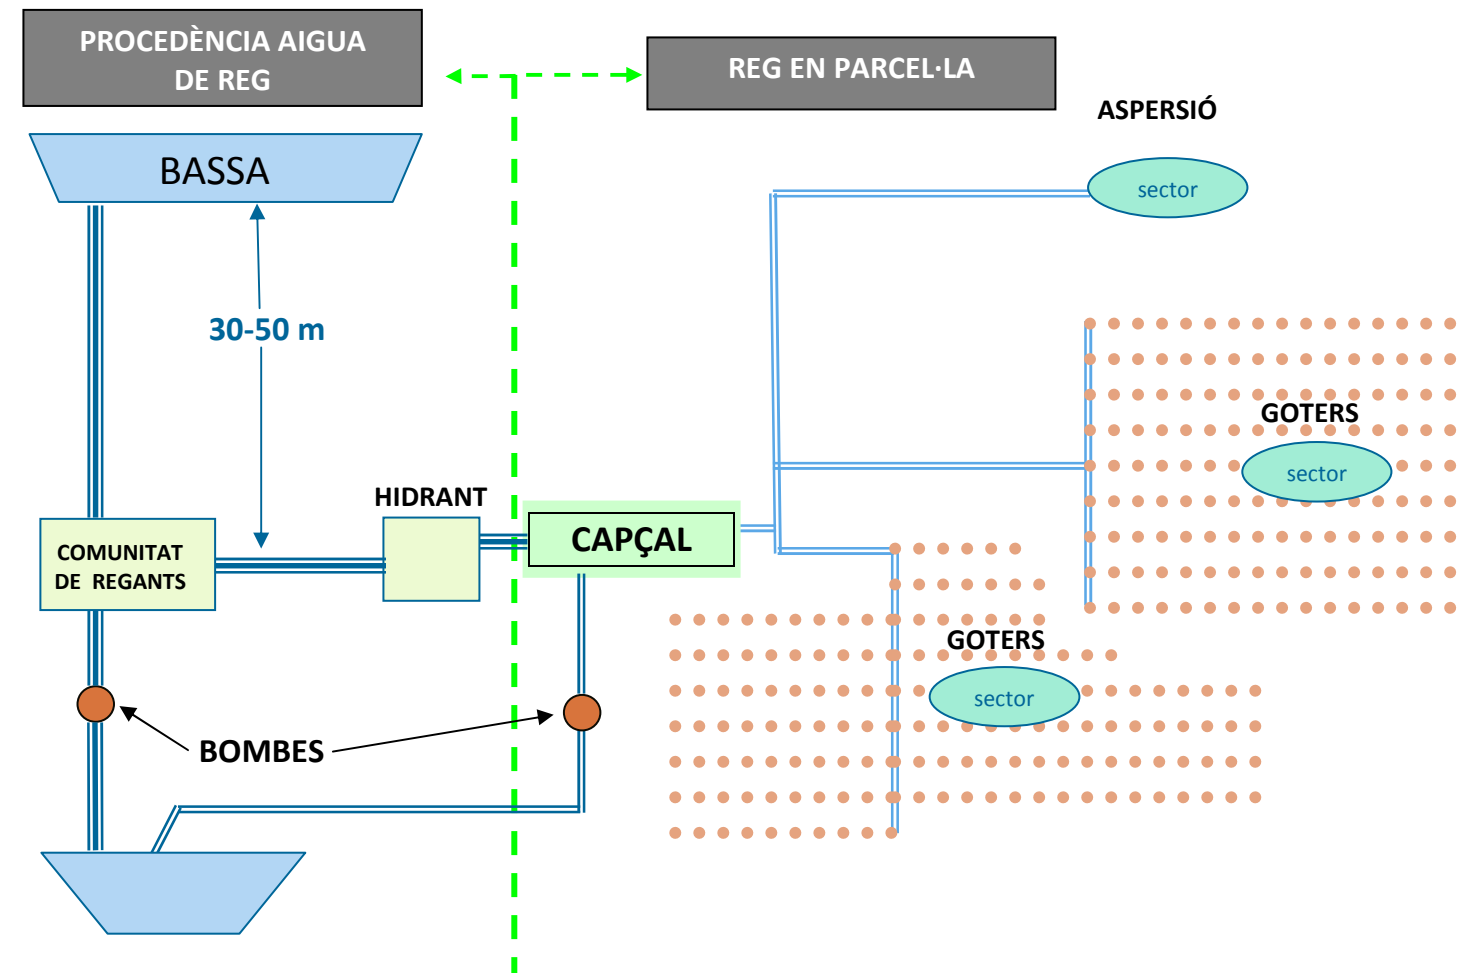 PROCEDÈNCIA AIGUA
DE REG
REG EN PARCEL·LA
ASPERSIÓ
BASSA
sector
30-50 m
GOTERS
sector
HIDRANT
CAPÇAL
COMUNITAT
DE REGANTS
GOTERS
sector
BOMBES